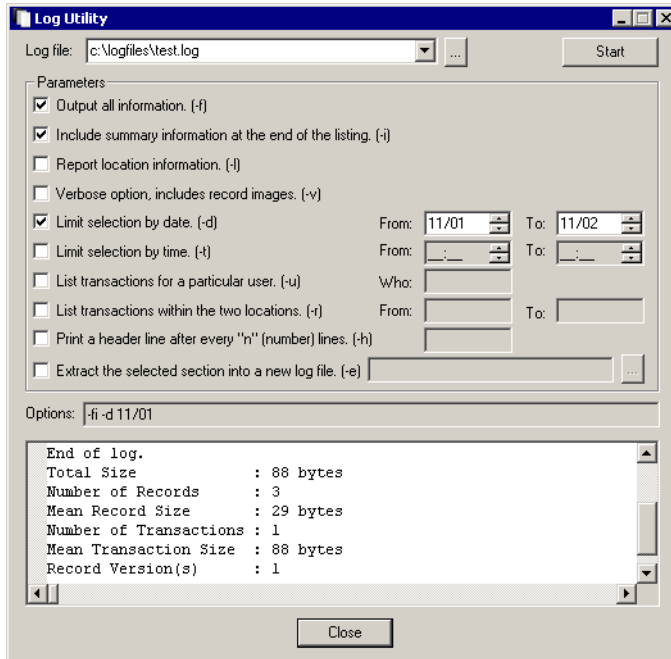 Log Utility
Log file: c:\logfiles\test.log ... Start
Parameters
Output all information. (-f)
Include summary information at the end of the listing. (-i)
Report location information. (-l)
Verbose option, includes record images. (-v)
Limit selection by date. (-d) From: 11/01 To: 11/02
Limit selection by time. (-t) From: __:__ To: __:__
List transactions for a particular user. (-u) Who:
List transactions within the two locations. (-r) From: To:
Print a header line after every "n" (number) lines. (-h)
Extract the selected section into a new log file. (-e) ...
Options: -fi -d 11/01
End of log.
Total Size : 88 bytes
Number of Records : 3
Mean Record Size : 29 bytes
Number of Transactions : 1
Mean Transaction Size : 88 bytes
Record Version(s) : 1
Close